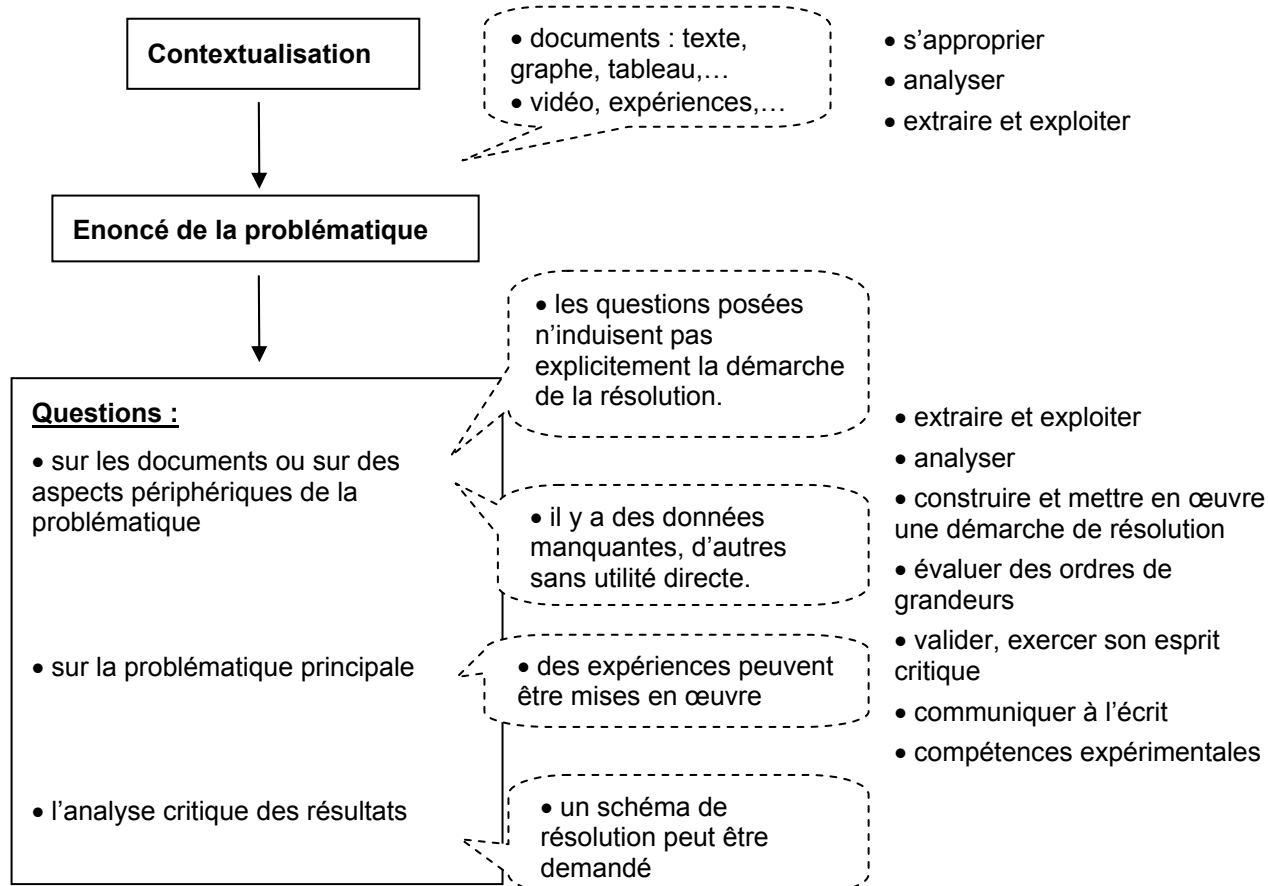 Contextualisation
• documents : texte,
graphe, tableau,…
• vidéo, expériences,…
• s’approprier
• analyser
• extraire et exploiter
Enoncé de la problématique
• les questions posées
n’induisent pas
explicitement la démarche
de la résolution.
Questions :
• sur les documents ou sur des
aspects périphériques de la
problématique
• il y a des données
manquantes, d’autres
sans utilité directe.
• sur la problématique principale
• des expériences peuvent
être mises en œuvre
• l’analyse critique des résultats
• un schéma de
résolution peut être
demandé
• extraire et exploiter
• analyser
• construire et mettre en œuvre
une démarche de résolution
• évaluer des ordres de
grandeurs
• valider, exercer son esprit
critique
• communiquer à l’écrit
• compétences expérimentales